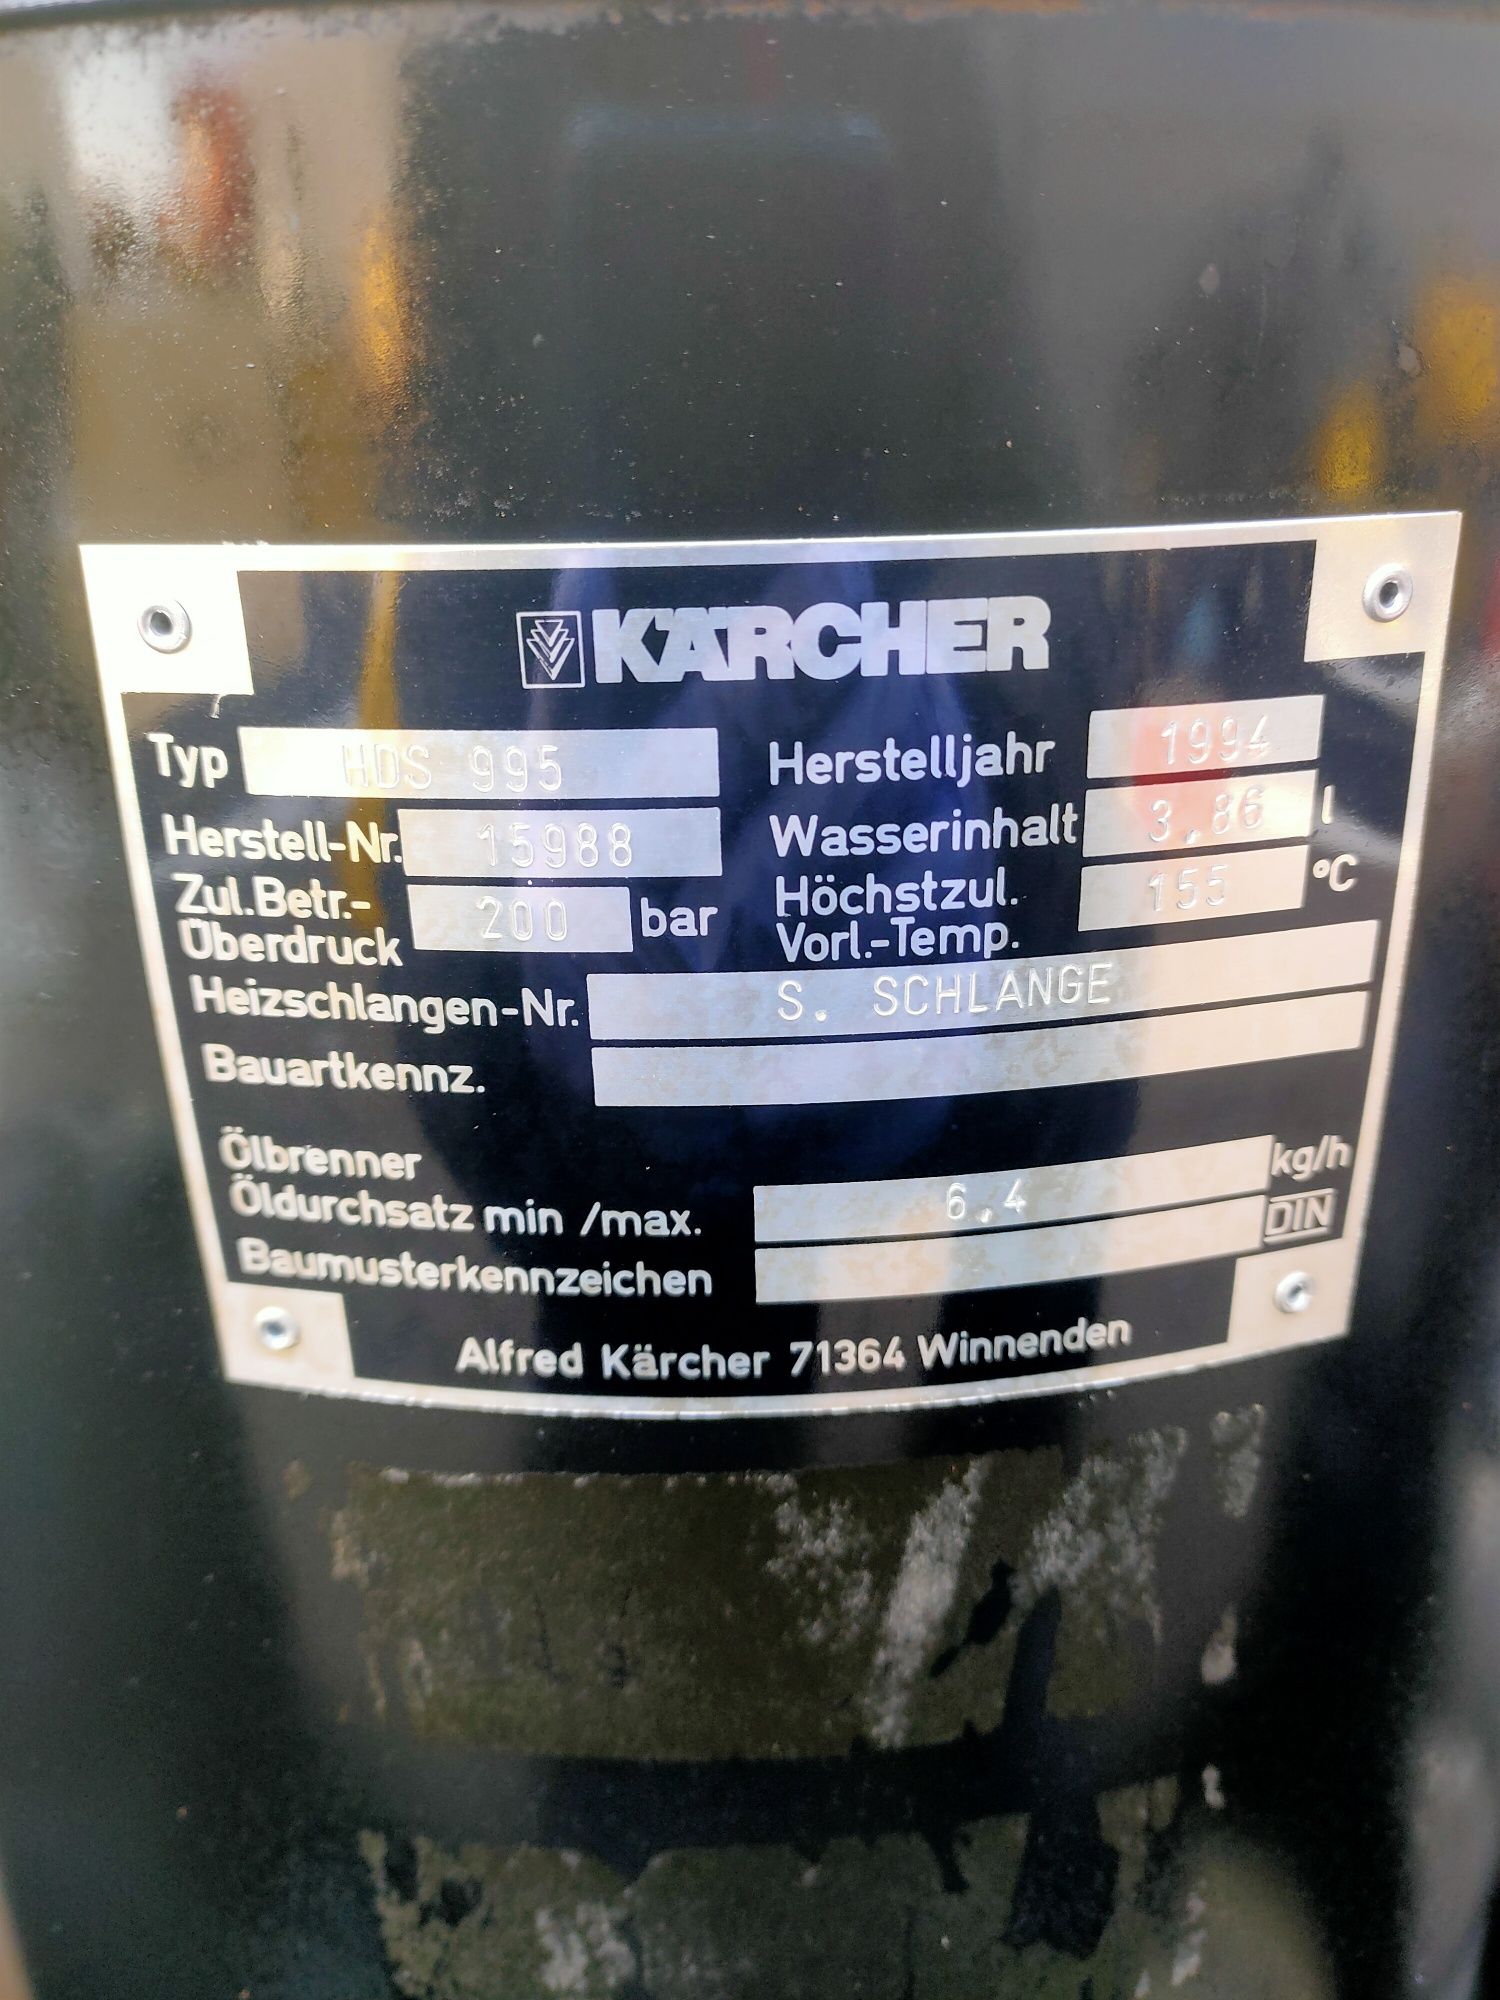 KÄRCHER
Typ HDS 995
Herstell-Nr. 15988
Zul.Betr.-
Überdruck 200 bar
Herstelljahr 1994
Wasserinhalt 3,86 l
Höchstzul.
Vorl.-Temp. 155 °C
Heizschlangen-Nr. S. SCHLANGE
Bauartkennz.
Ölbrenner
Öldurchsatz min /max. 6,4 kg/h
Baumusterkennzeichen DIN
Alfred Kärcher 71364 Winnenden